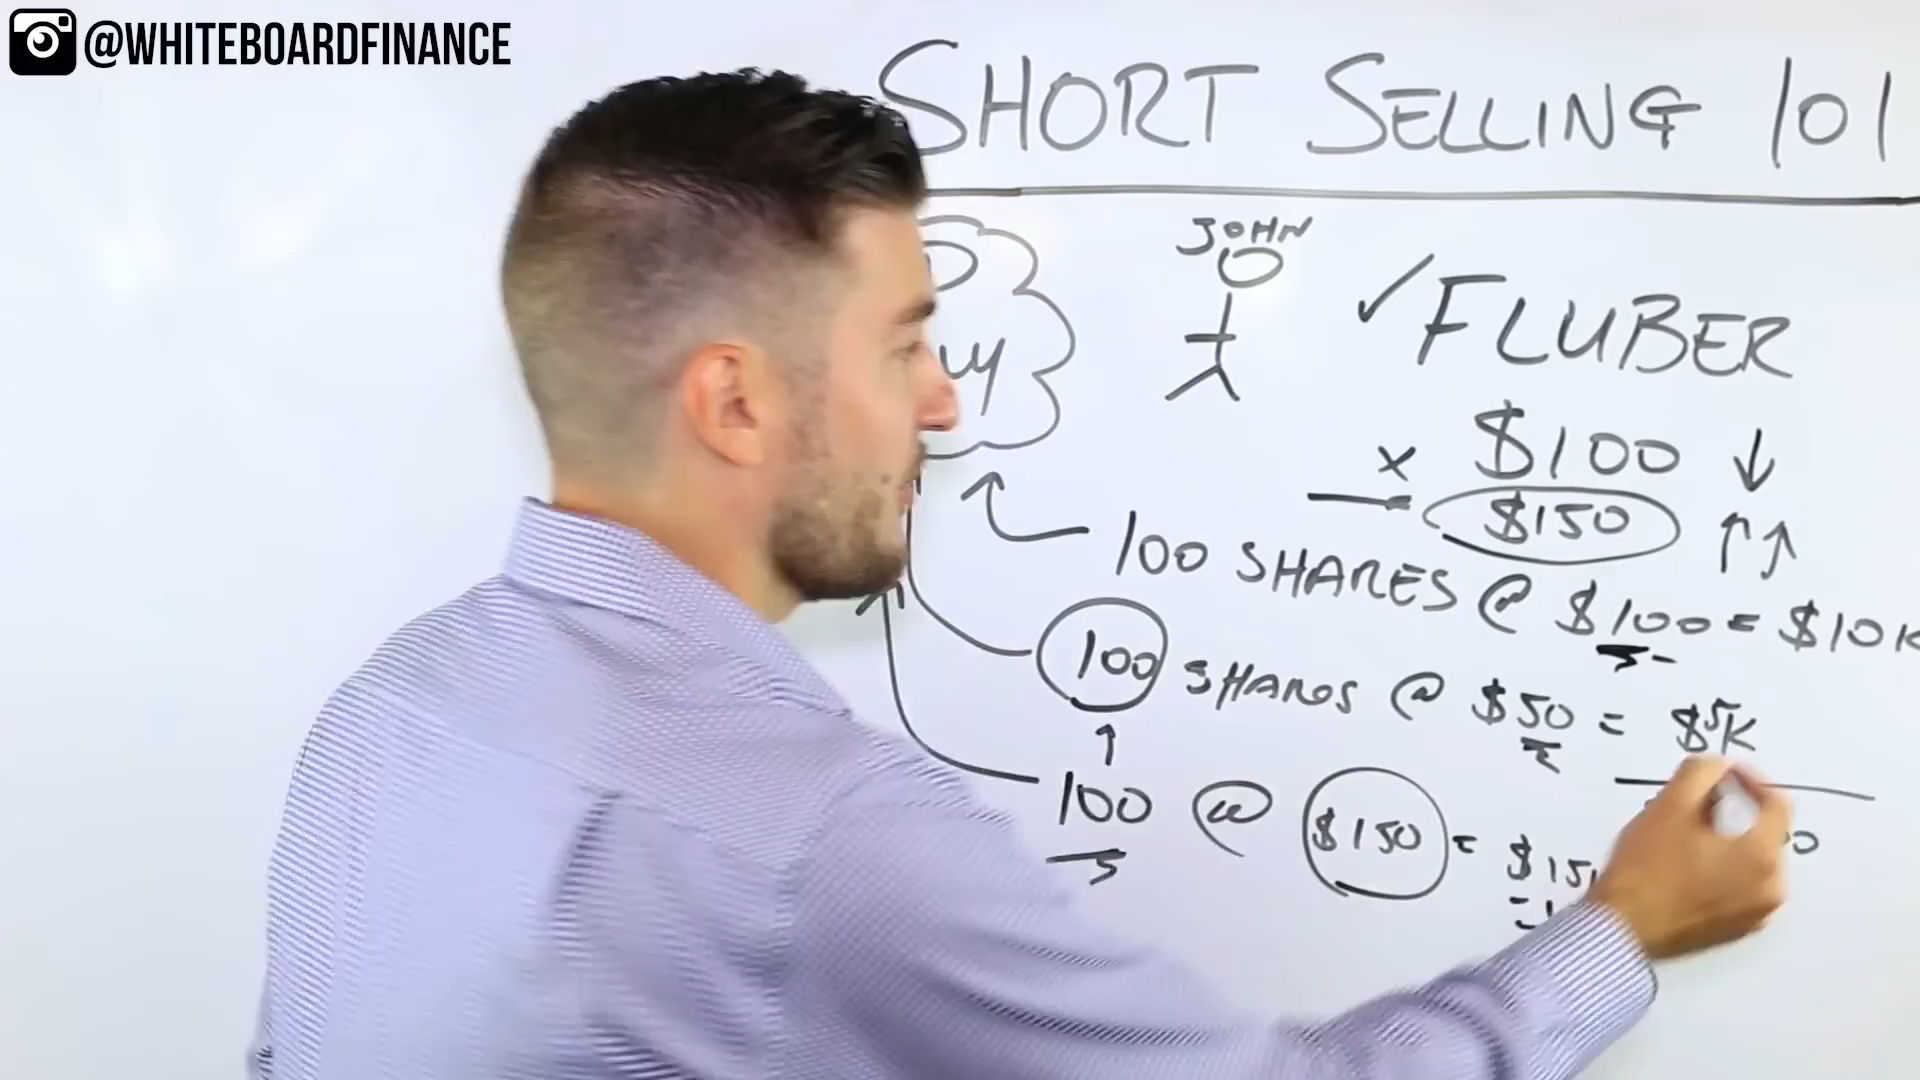 @WHITEBOARDFINANCE
SHORT SELLING 101
JOHN
✓ FLUBER
x $100 ↓
$150 ↑↑
100 SHARES @ $100 = $10K
100 SHARES @ $50 = $5K
100 @ $150 =